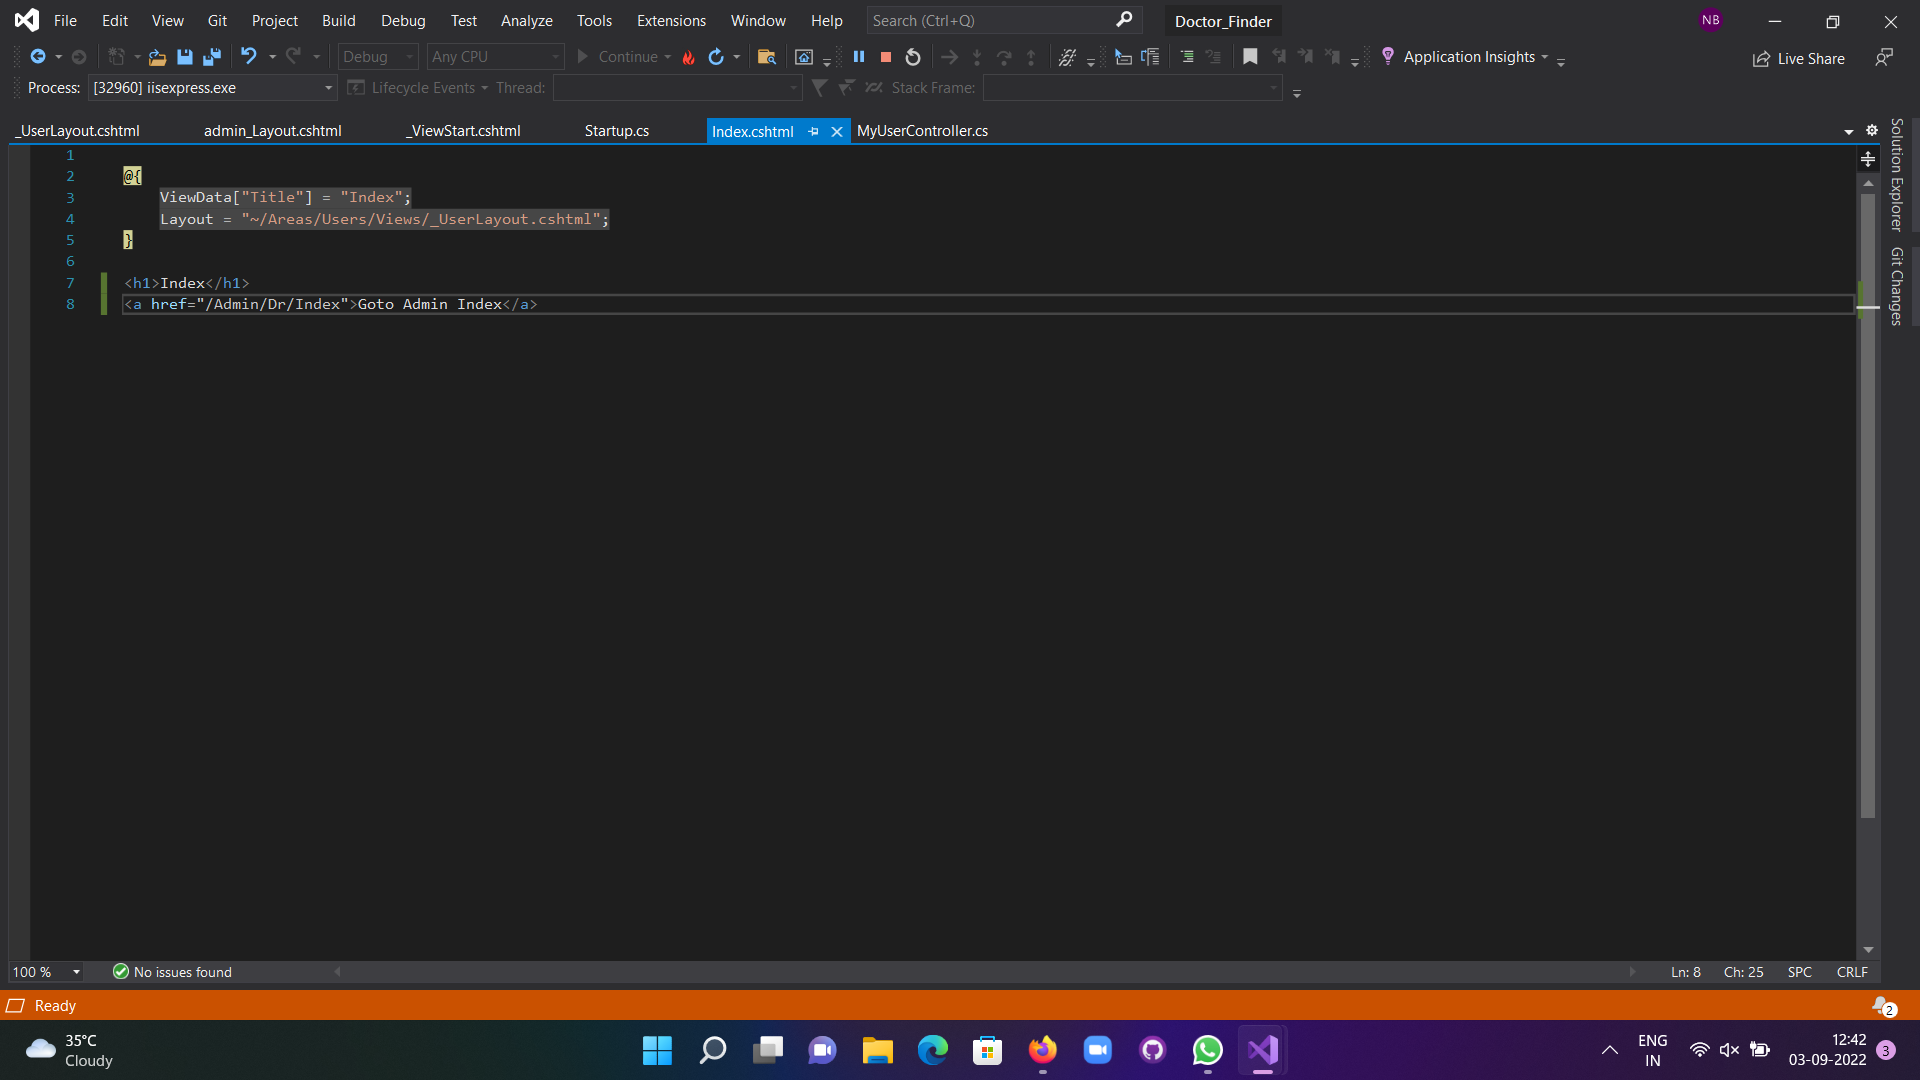 File Edit View Git Project Build Debug Test Analyze Tools Extensions Window Help Search (Ctrl+Q) Doctor_Finder NB
Debug Any CPU Continue Application Insights Live Share
Process: [32960] iisexpress.exe Lifecycle Events Thread: Stack Frame:
_UserLayout.cshtml admin_Layout.cshtml _ViewStart.cshtml Startup.cs Index.cshtml MyUserController.cs
1
2 @{
3 ViewData["Title"] = "Index";
4 Layout = "~/Areas/Users/Views/_UserLayout.cshtml";
5 }
6
7 <h1>Index</h1>
8 <a href="/Admin/Dr/Index">Goto Admin Index</a>
Solution Explorer
Git Changes
100 % No issues found Ln: 8 Ch: 25 SPC CRLF
Ready 2
35°C
Cloudy
ENG
IN
12:42
03-09-2022
3